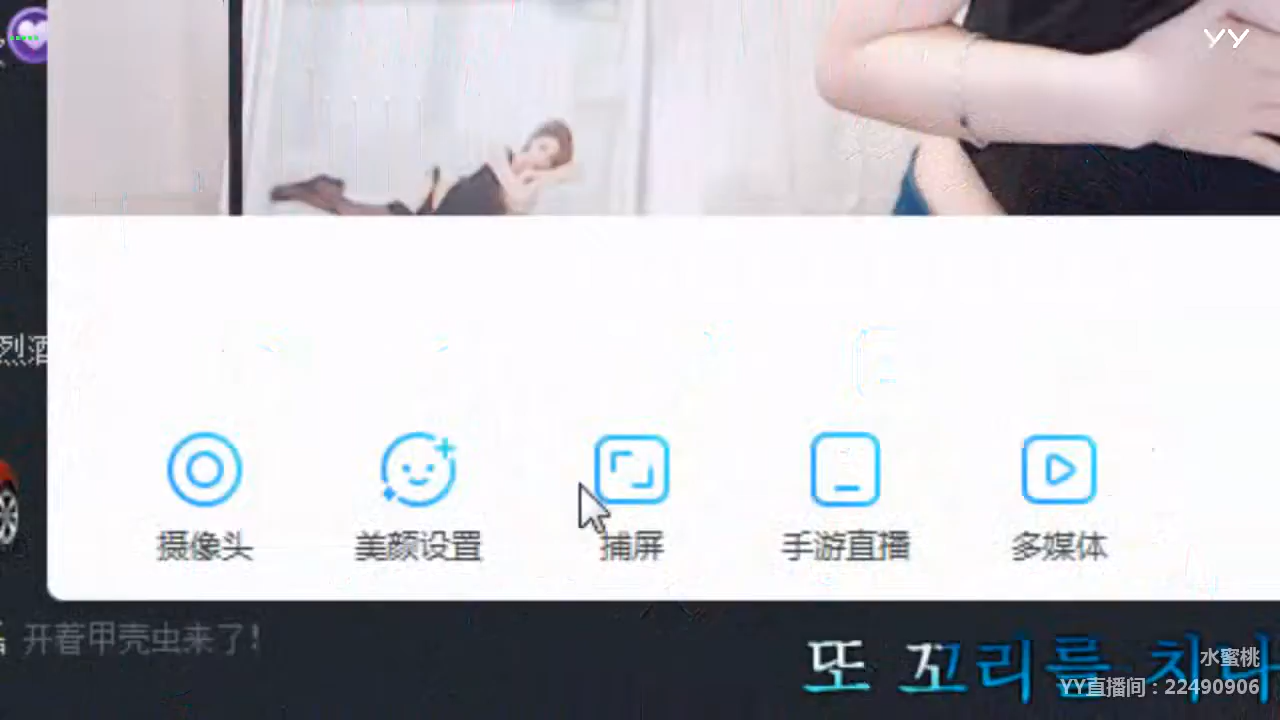 YY
烈酒
摄像头 美颜设置 捕屏 手游直播 多媒体
开着甲壳虫来了!
또 꼬리를 치나
水蜜桃
YY直播间:22490906